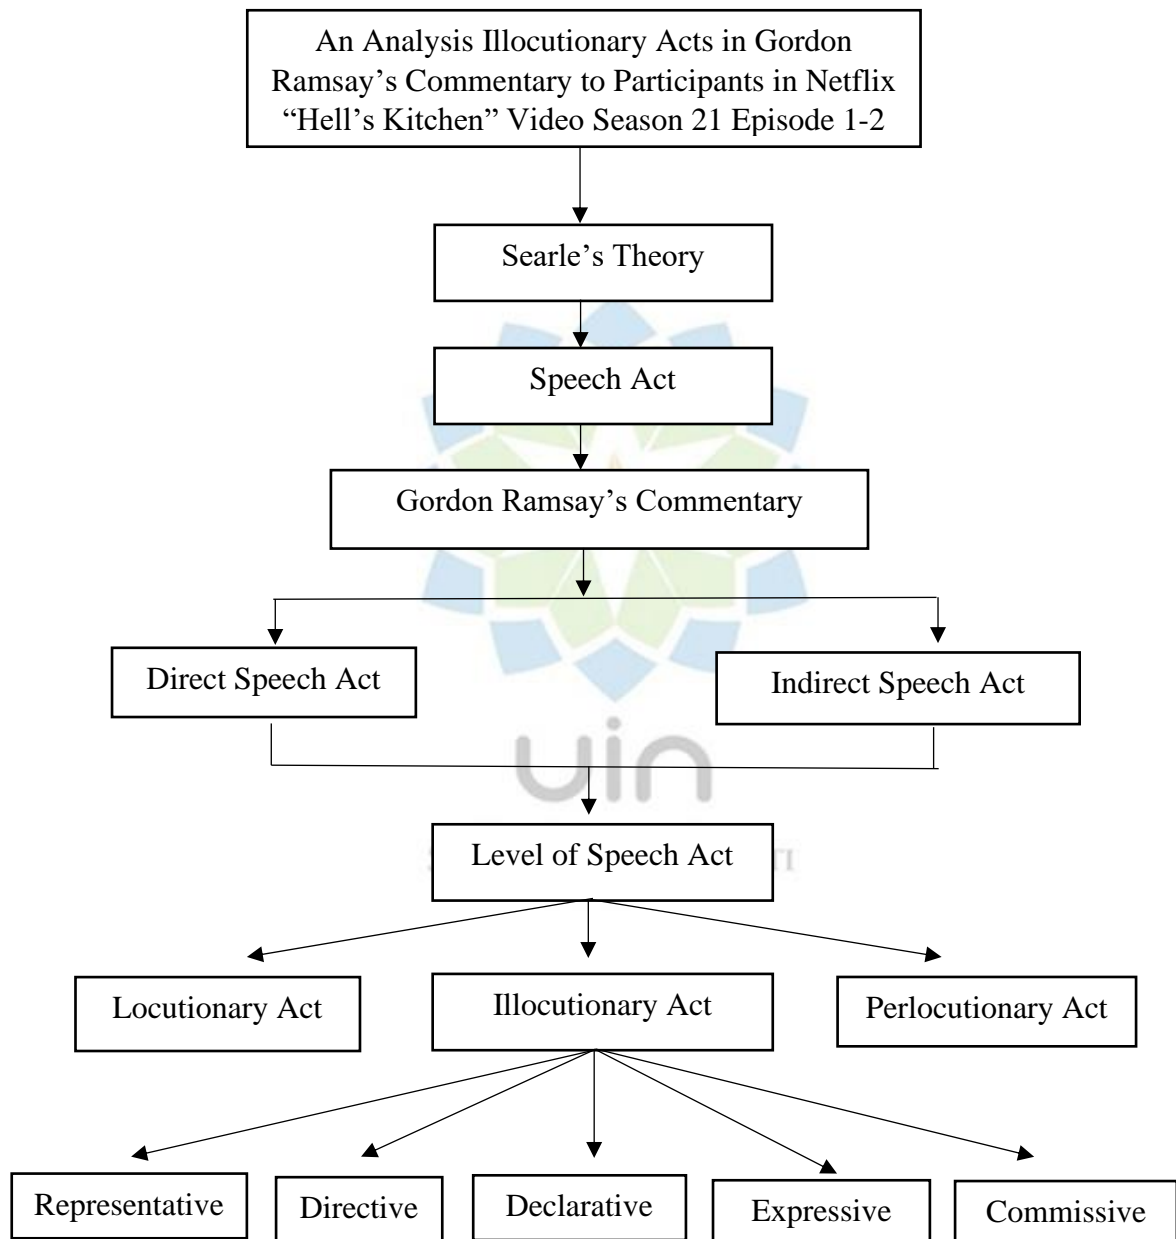 An Analysis Illocutionary Acts in Gordon
Ramsay’s Commentary to Participants in Netflix
“Hell’s Kitchen” Video Season 21 Episode 1-2
Searle’s Theory
Speech Act
Gordon Ramsay’s Commentary
Direct Speech Act
Indirect Speech Act
uin
Level of Speech Act
Locutionary Act
Illocutionary Act
Perlocutionary Act
Representative
Directive
Declarative
Expressive
Commissive